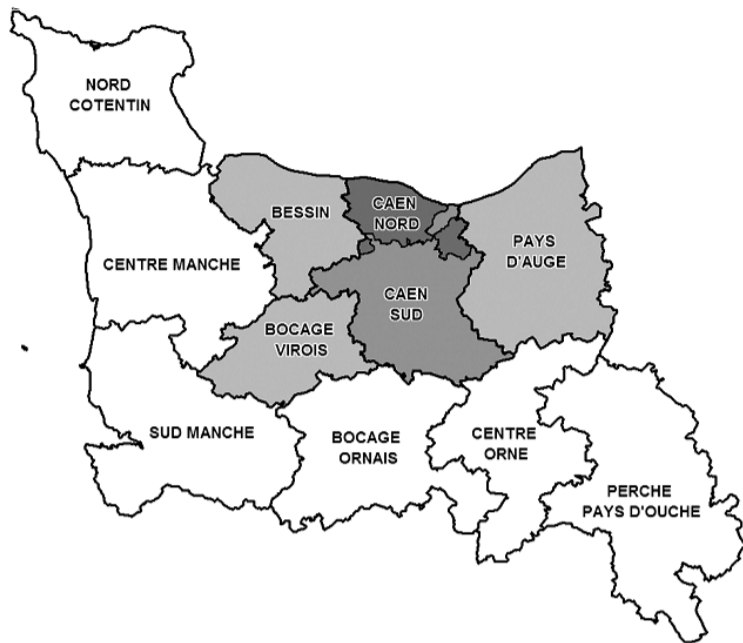 NORD
COTENTIN
BESSIN
CAEN
NORD
PAYS
D'AUGE
CENTRE MANCHE
CAEN
SUD
BOCAGE
VIROIS
SUD MANCHE
BOCAGE
ORNAIS
CENTRE
ORNE
PERCHE
PAYS D'OUCHE